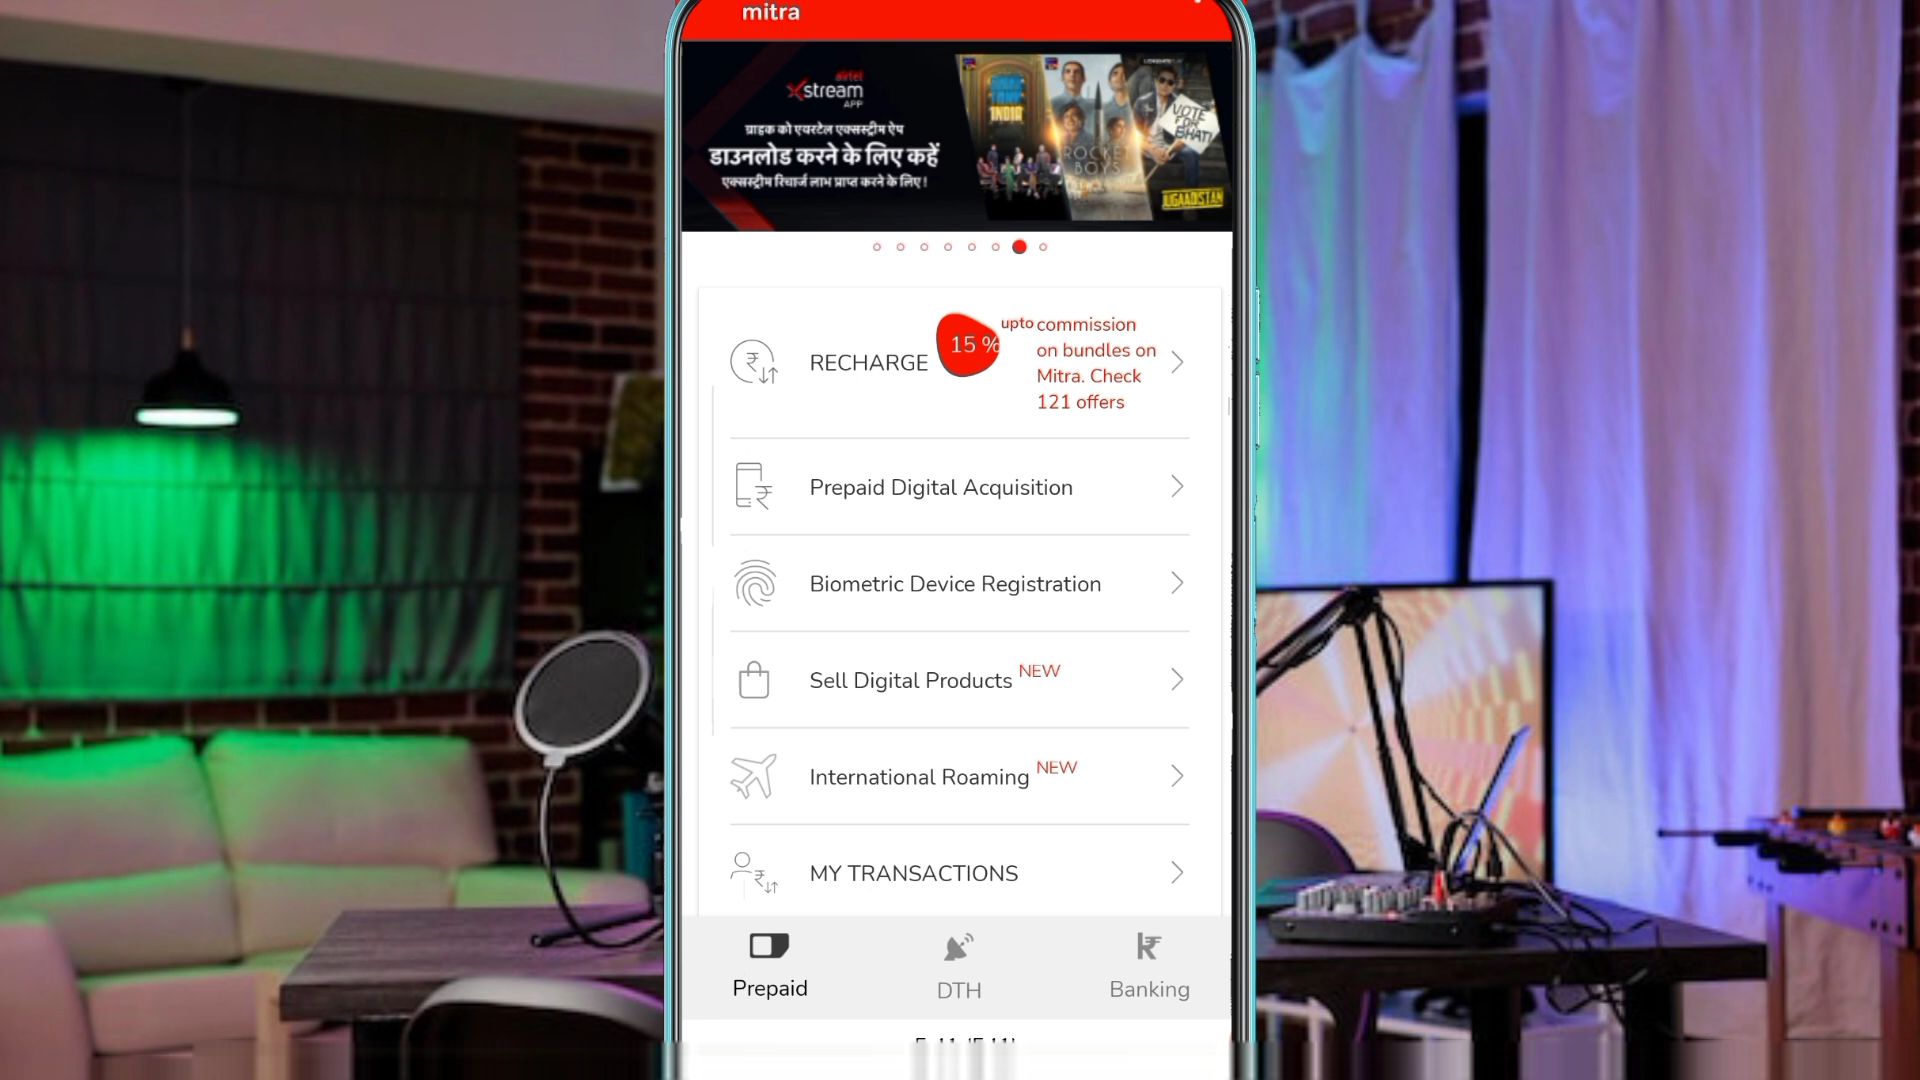 mitra
airtel
Xstream
APP
ग्राहक को एयरटेल एक्सस्ट्रीम ऐप
डाउनलोड करने के लिए कहें
एक्सस्ट्रीम रिचार्ज लाभ प्राप्त करने के लिए !
INDIA
ROCKET
BOYS
VOTE
FOR
BHATI
JUGAADISTAN
RECHARGE
15 %
upto commission
on bundles on
Mitra. Check
121 offers
Prepaid Digital Acquisition
Biometric Device Registration
Sell Digital Products NEW
International Roaming NEW
MY TRANSACTIONS
Prepaid
DTH
Banking